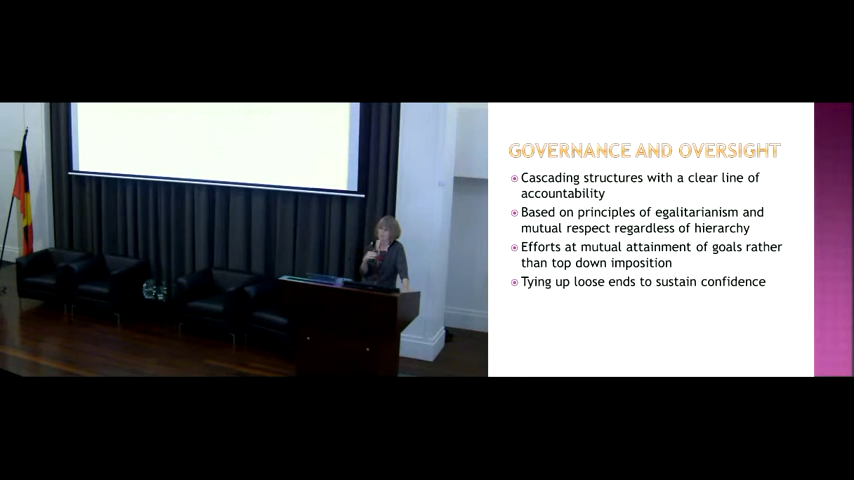 GOVERNANCE AND OVERSIGHT
Cascading structures with a clear line of
accountability
Based on principles of egalitarianism and
mutual respect regardless of hierarchy
Efforts at mutual attainment of goals rather
than top down imposition
Tying up loose ends to sustain confidence